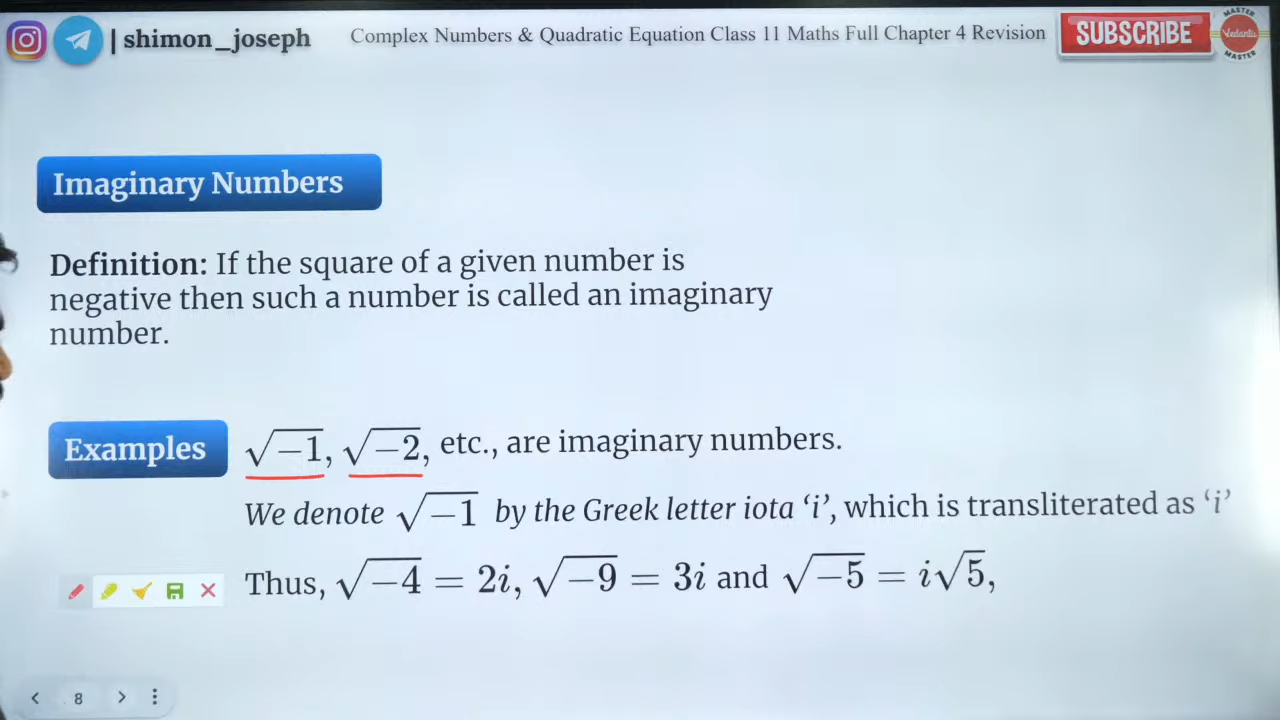 | shimon_joseph
Complex Numbers & Quadratic Equation Class 11 Maths Full Chapter 4 Revision
SUBSCRIBE
MASTER
Vedantu
MASTER
Imaginary Numbers
Definition: If the square of a given number is
negative then such a number is called an imaginary
number.
Examples
√−1, √−2, etc., are imaginary numbers.
We denote √−1 by the Greek letter iota ‘i’, which is transliterated as ‘i’
Thus, √−4 = 2i, √−9 = 3i and √−5 = i√5,
8